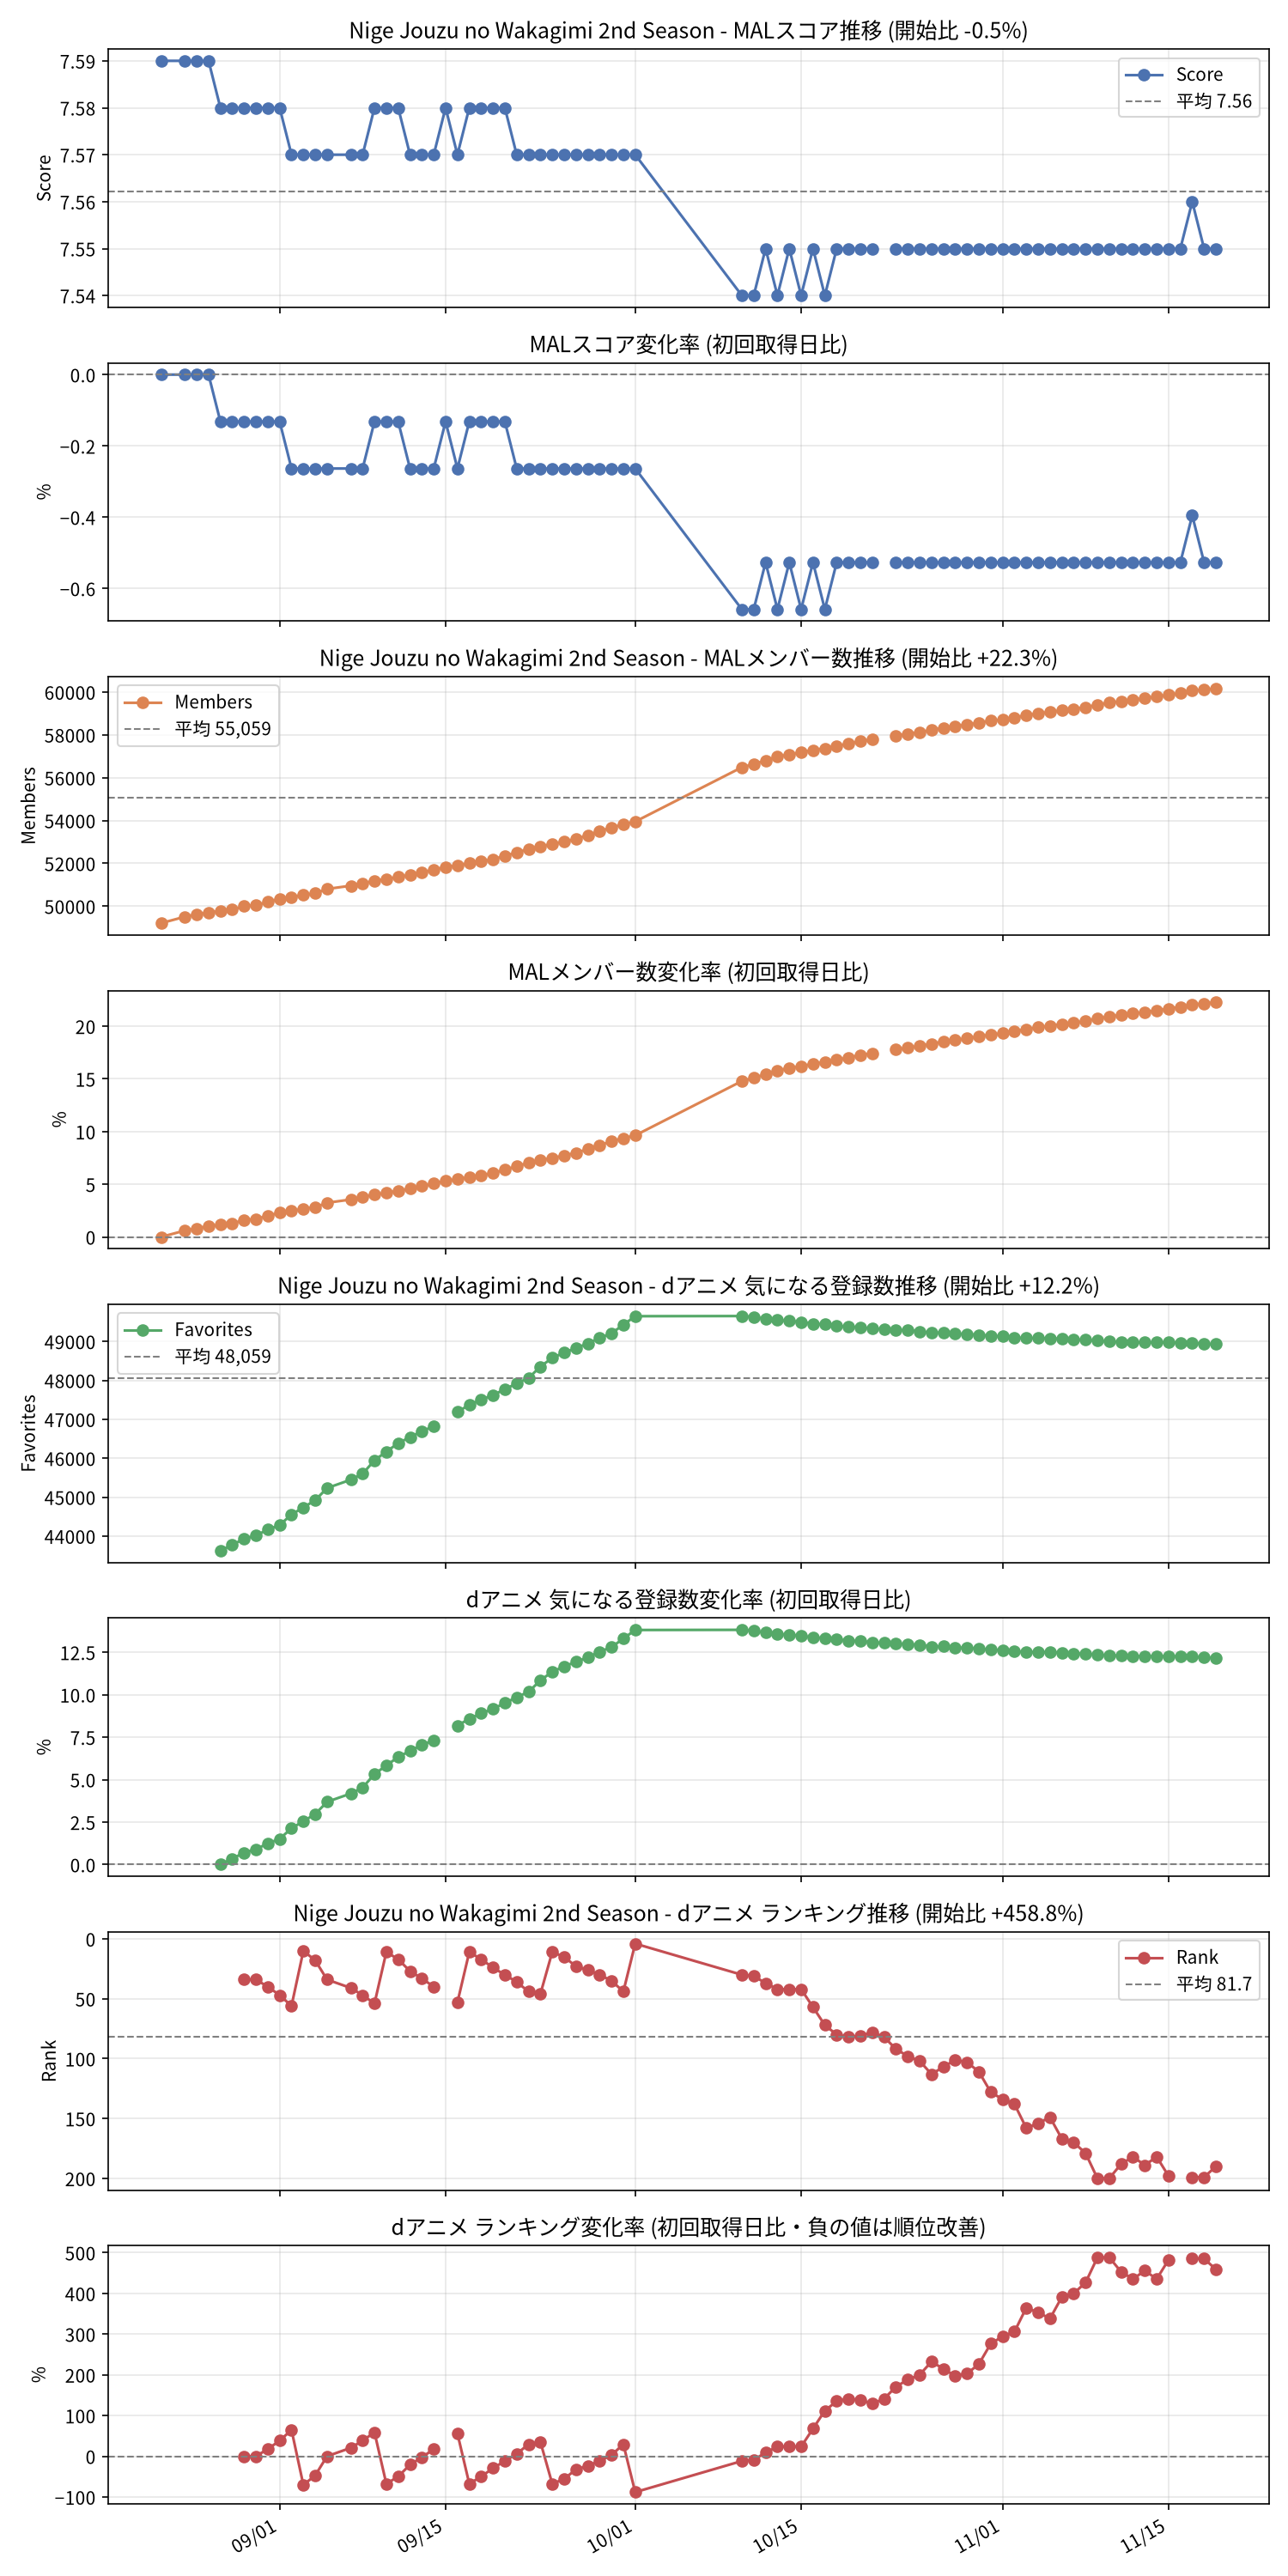 Nige Jouzu no Wakagimi 2nd Season - MALスコア推移 (開始比 -0.5%)
Score
7.59
7.58
7.57
7.56
7.55
7.54
Score
平均 7.56
MALスコア変化率 (初回取得日比)
%
0.0
−0.2
−0.4
−0.6
Nige Jouzu no Wakagimi 2nd Season - MALメンバー数推移 (開始比 +22.3%)
Members
60000
58000
56000
54000
52000
50000
Members
平均 55,059
MALメンバー数変化率 (初回取得日比)
%
20
15
10
5
0
Nige Jouzu no Wakagimi 2nd Season - dアニメ 気になる登録数推移 (開始比 +12.2%)
Favorites
49000
48000
47000
46000
45000
44000
Favorites
平均 48,059
dアニメ 気になる登録数変化率 (初回取得日比)
%
12.5
10.0
7.5
5.0
2.5
0.0
Nige Jouzu no Wakagimi 2nd Season - dアニメ ランキング推移 (開始比 +458.8%)
Rank
0
50
100
150
200
Rank
平均 81.7
dアニメ ランキング変化率 (初回取得日比・負の値は順位改善)
%
500
400
300
200
100
0
−100
09/01
09/15
10/01
10/15
11/01
11/15